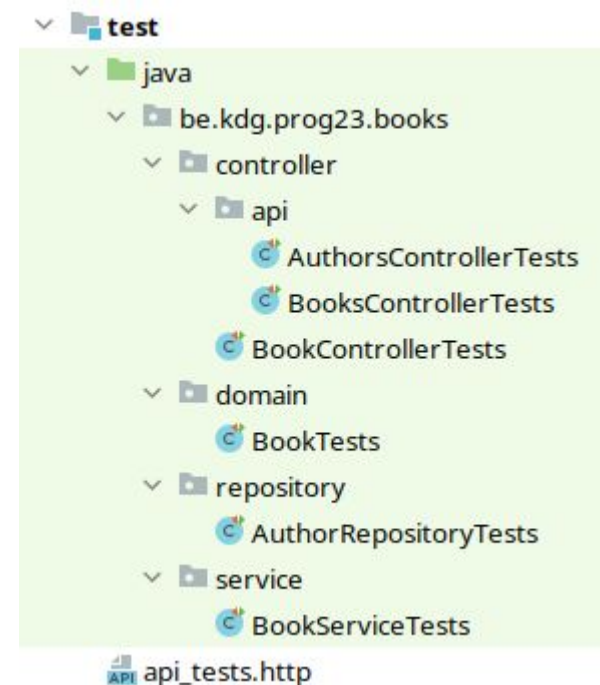 test
java
be.kdg.prog23.books
controller
api
C AuthorsControllerTests
C BooksControllerTests
C BookControllerTests
domain
C BookTests
repository
C AuthorRepositoryTests
service
C BookServiceTests
API api_tests.http